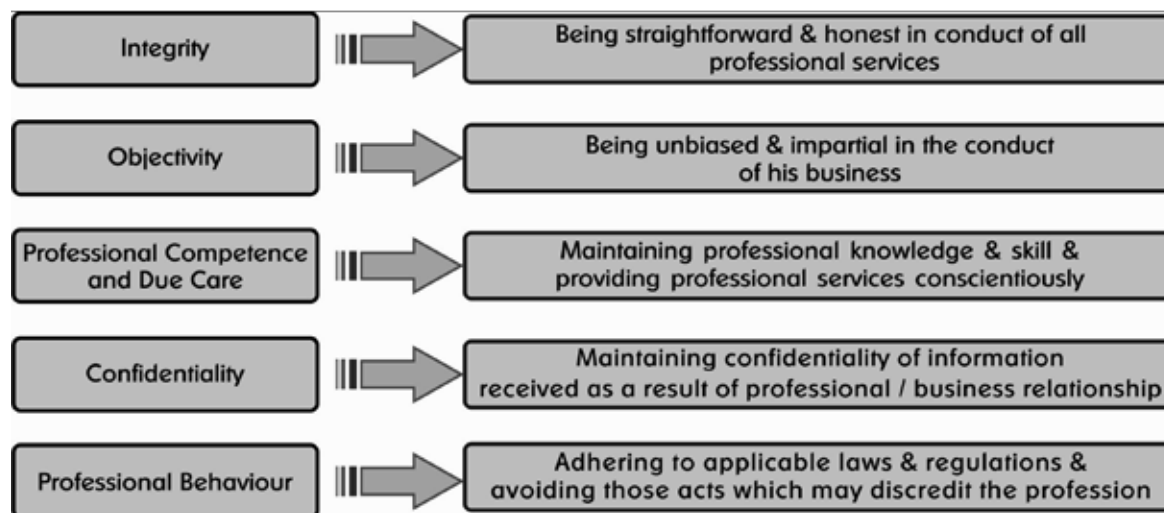 Integrity
Being straightforward & honest in conduct of all
professional services
Objectivity
Being unbiased & impartial in the conduct
of his business
Professional Competence
and Due Care
Maintaining professional knowledge & skill &
providing professional services conscientiously
Confidentiality
Maintaining confidentiality of information
received as a result of professional / business relationship
Professional Behaviour
Adhering to applicable laws & regulations &
avoiding those acts which may discredit the profession